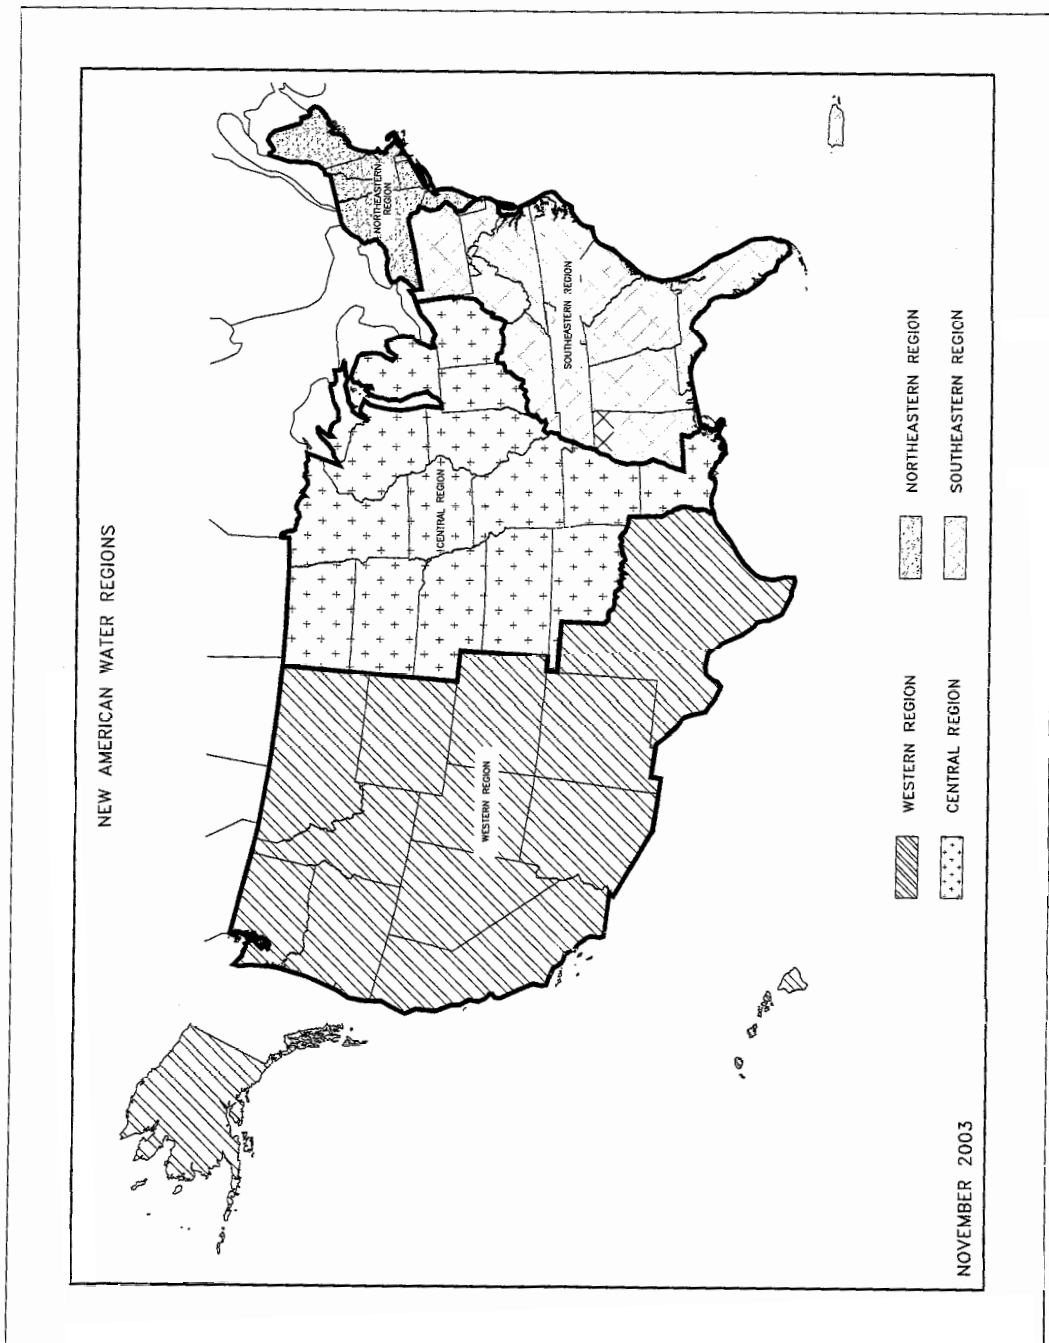 NEW AMERICAN WATER REGIONS
NORTHEASTERN
REGION
CENTRAL REGION
SOUTHEASTERN REGION
WESTERN REGION
WESTERN REGION
NORTHEASTERN REGION
CENTRAL REGION
SOUTHEASTERN REGION
NOVEMBER 2003